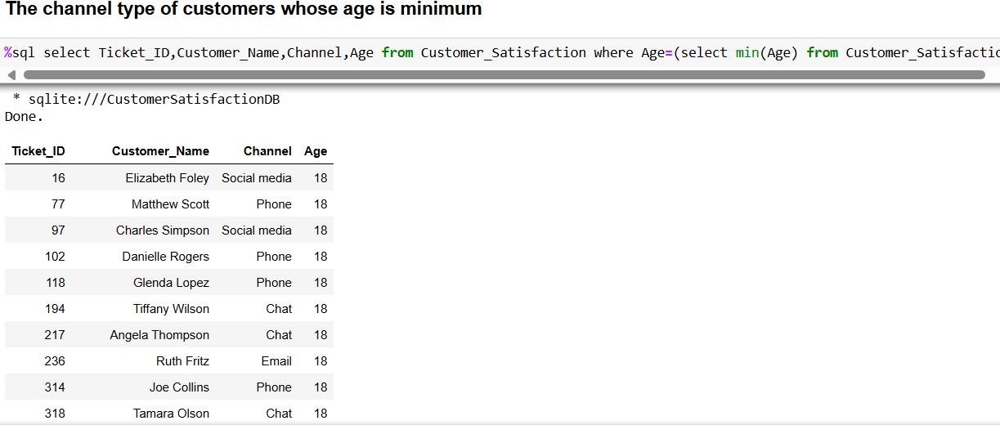 The channel type of customers whose age is minimum
%sql select Ticket_ID,Customer_Name,Channel,Age from Customer_Satisfaction where Age=(select min(Age) from Customer_Satisfactio
* sqlite:///CustomerSatisfactionDB
Done.
Ticket_ID Customer_Name Channel Age
16 Elizabeth Foley Social media 18
77 Matthew Scott Phone 18
97 Charles Simpson Social media 18
102 Danielle Rogers Phone 18
118 Glenda Lopez Phone 18
194 Tiffany Wilson Chat 18
217 Angela Thompson Chat 18
236 Ruth Fritz Email 18
314 Joe Collins Phone 18
318 Tamara Olson Chat 18